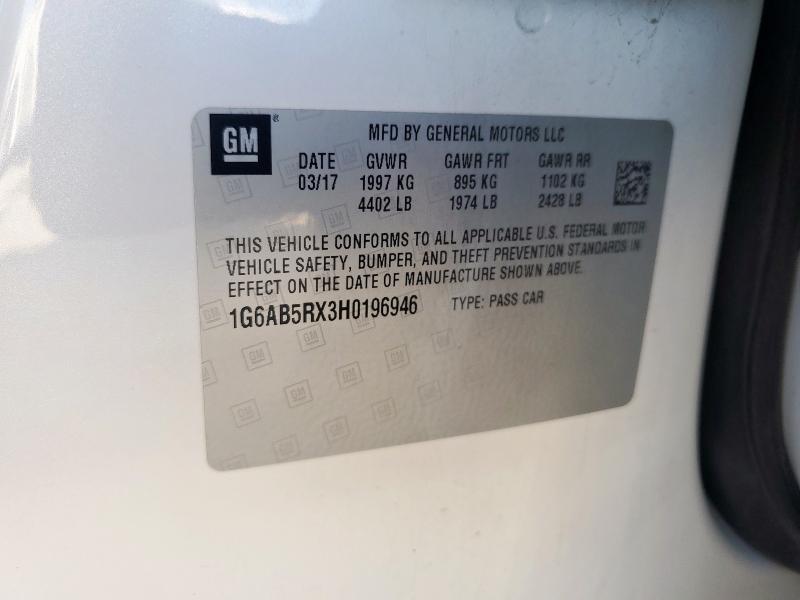 GM®
MFD BY GENERAL MOTORS LLC
DATE GVWR GAWR FRT GAWR RR
03/17 1997 KG 895 KG 1102 KG
4402 LB 1974 LB 2428 LB
THIS VEHICLE CONFORMS TO ALL APPLICABLE U.S. FEDERAL MOTOR
VEHICLE SAFETY, BUMPER, AND THEFT PREVENTION STANDARDS IN
EFFECT ON THE DATE OF MANUFACTURE SHOWN ABOVE.
1G6AB5RX3H0196946 TYPE: PASS CAR